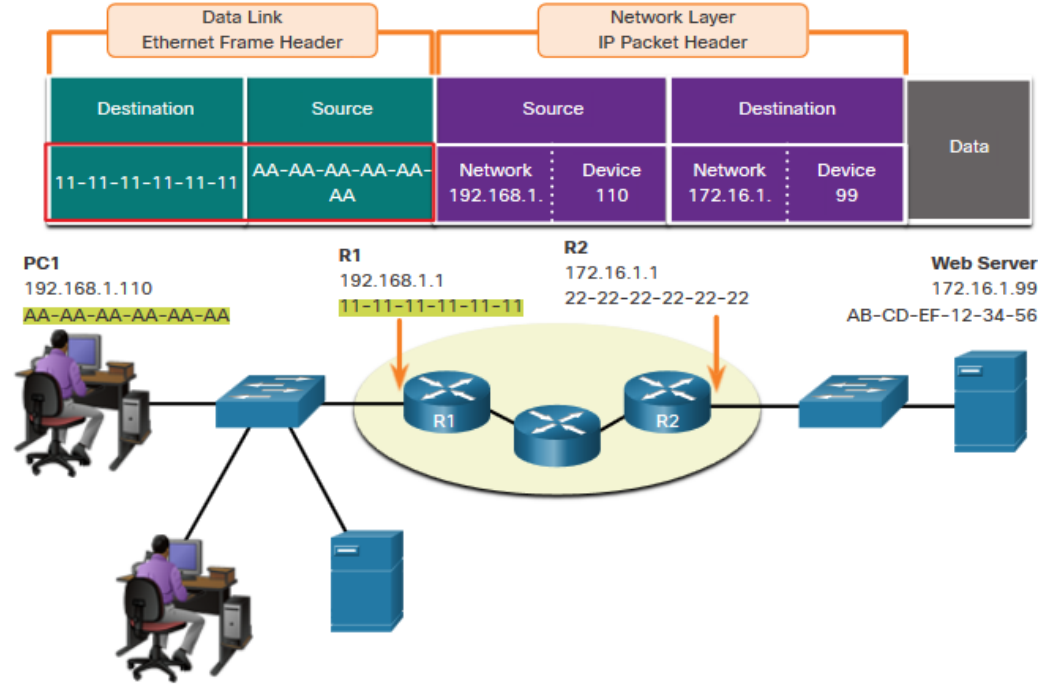 Data Link
Ethernet Frame Header
Network Layer
IP Packet Header
Destination
Source
Source
Destination
Data
11-11-11-11-11-11
AA-AA-AA-AA-AA-
AA
Network
192.168.1.
Device
110
Network
172.16.1.
Device
99
PC1
192.168.1.110
AA-AA-AA-AA-AA-AA
R1
192.168.1.1
11-11-11-11-11-11
R2
172.16.1.1
22-22-22-22-22-22
Web Server
172.16.1.99
AB-CD-EF-12-34-56
R1
R2